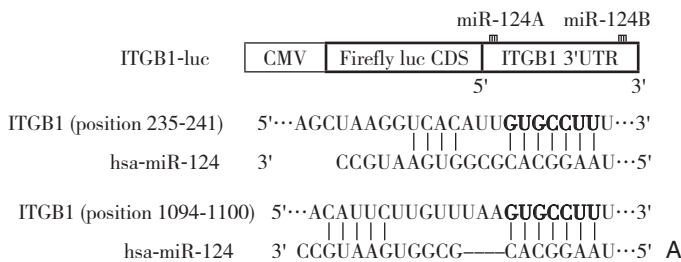 miR-124A miR-124B
ITGB1-luc CMV Firefly luc CDS ITGB1 3'UTR
5' 3'
ITGB1 (position 235-241) 5'···AGCUAAGGUCACAUUGUGCCUUU···3'
hsa-miR-124 3' CCGUAAGUGGCGCACGGAAU···5'
ITGB1 (position 1094-1100) 5'···ACAUUCUUGUUUAAGUGCCUUU···3'
hsa-miR-124 3' CCGUAAGUGGCG----CACGGAAU···5' A